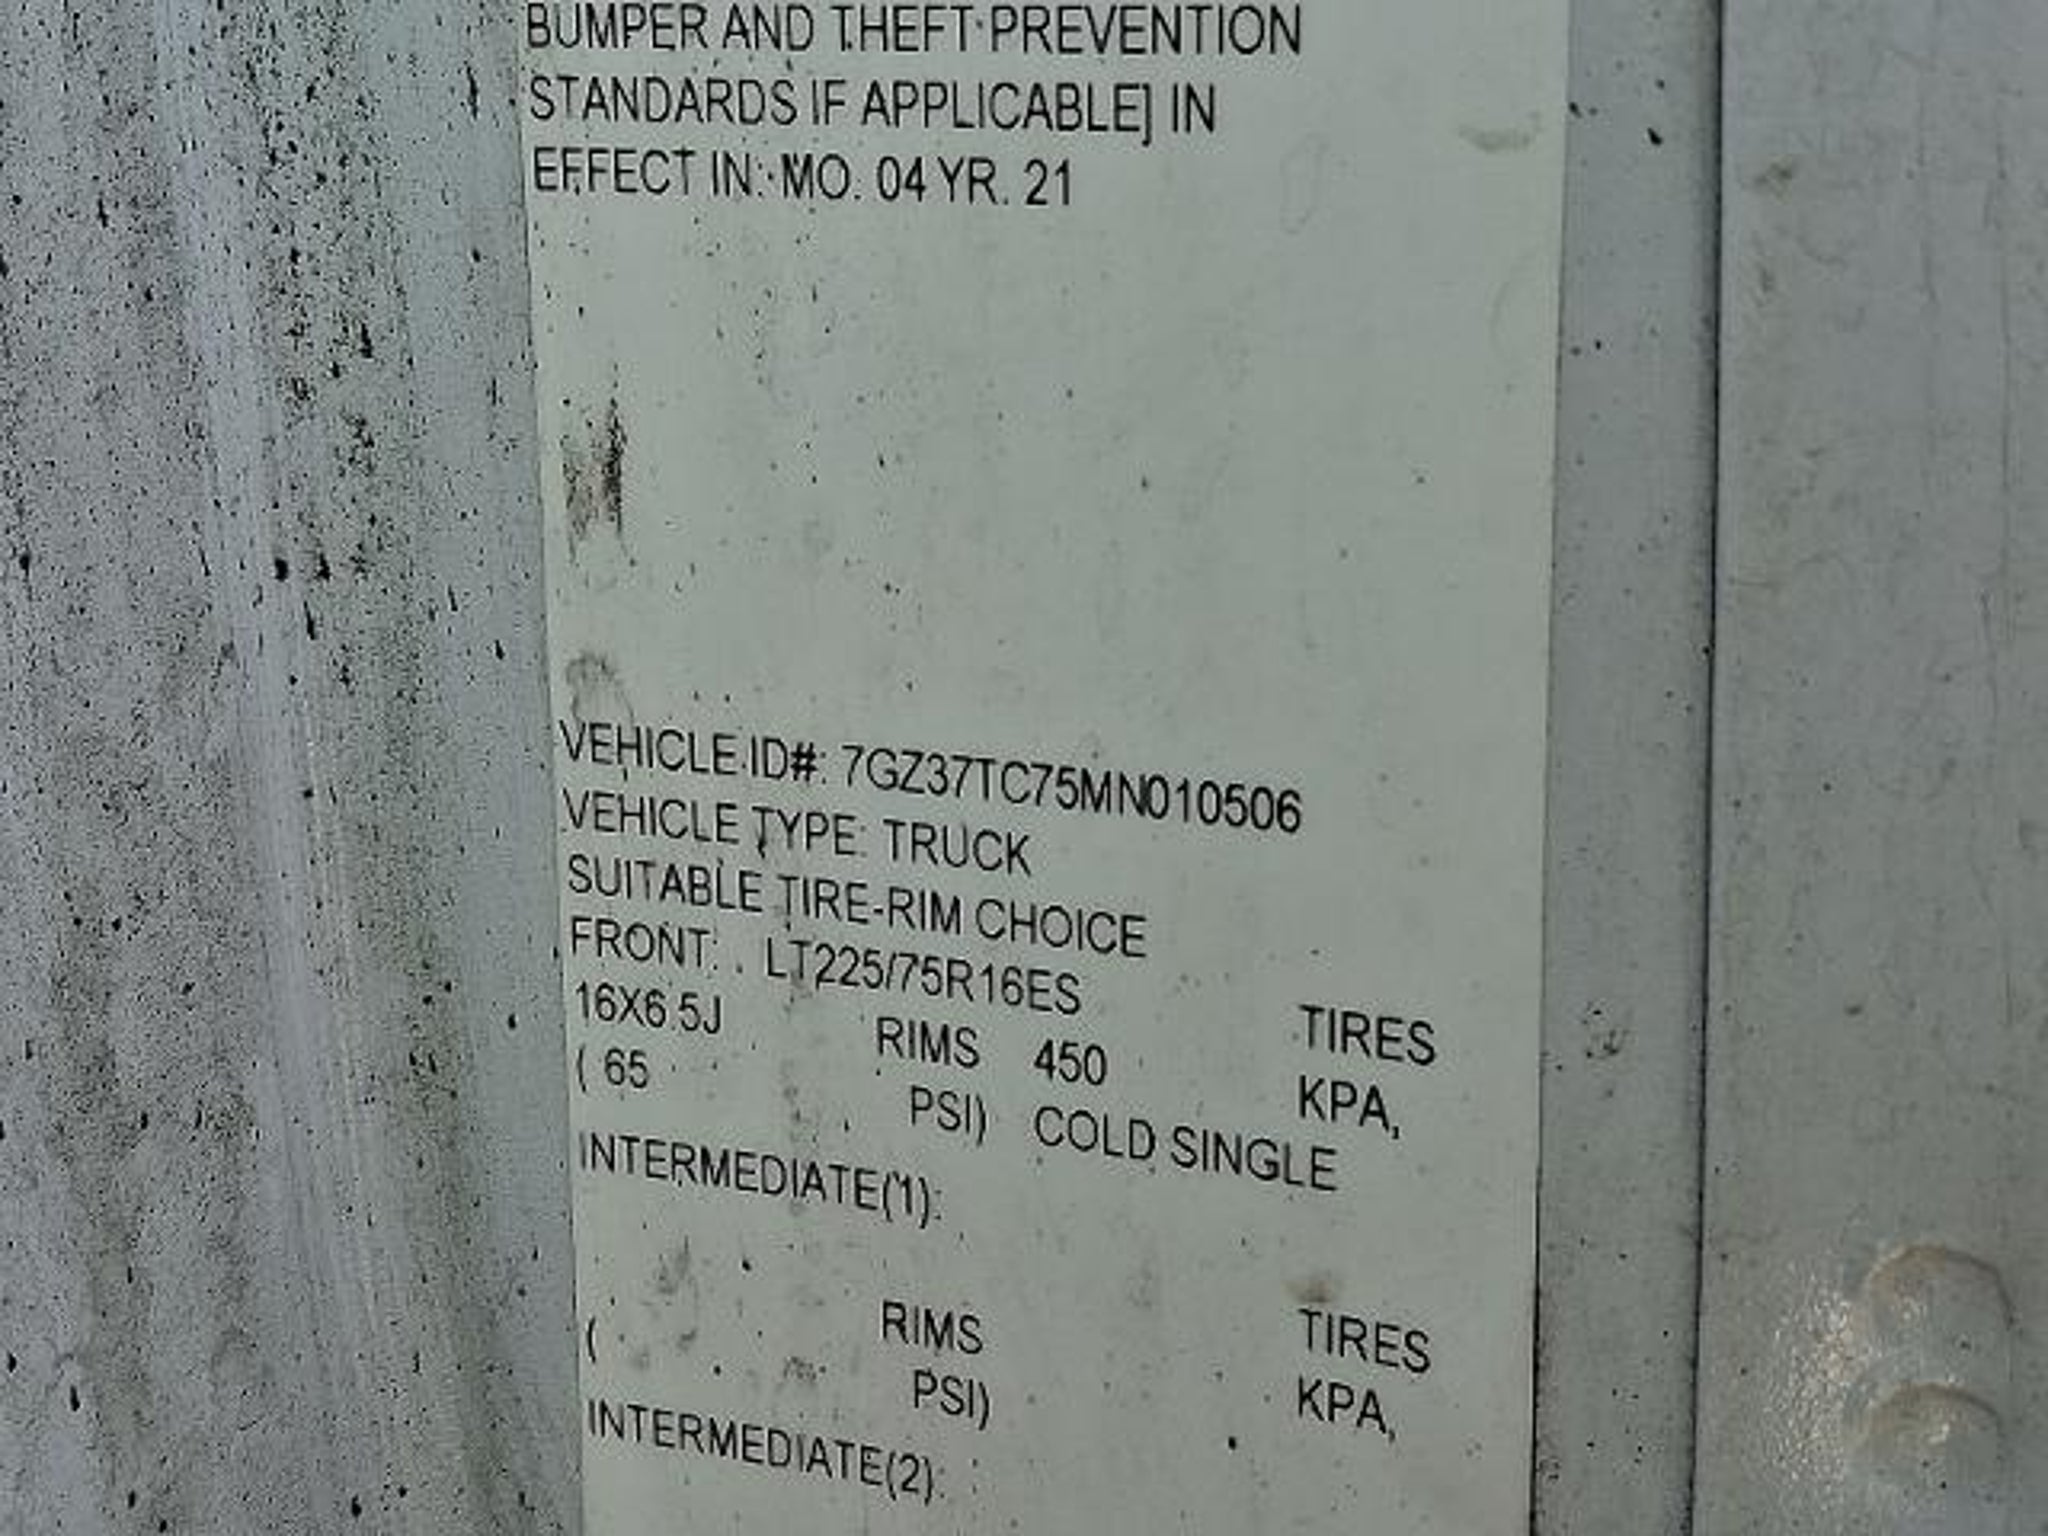 BUMPER AND THEFT PREVENTION
STANDARDS IF APPLICABLE] IN
EFFECT IN: MO. 04 YR. 21
VEHICLE ID#: 7GZ37TC75MN010506
VEHICLE TYPE: TRUCK
SUITABLE TIRE-RIM CHOICE
FRONT: LT225/75R16ES TIRES
16X6.5J RIMS 450 KPA,
( 65 PSI) COLD SINGLE
INTERMEDIATE(1):
TIRES
RIMS KPA,
( PSI)
INTERMEDIATE(2):